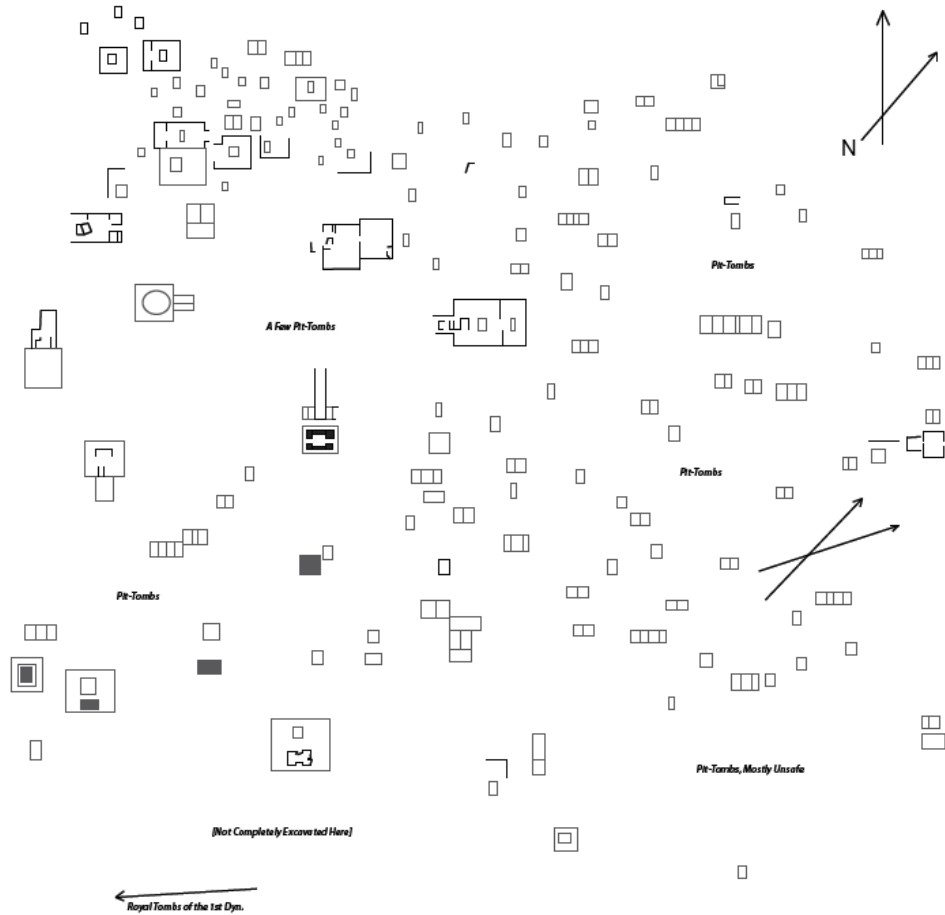 N
Pit-Tombs
A Few Pit-Tombs
Pit-Tombs
Pit-Tombs
Pit-Tombs, Mostly Unsafe
[Not Completely Excavated Here]
Royal Tombs of the 1st Dyn.